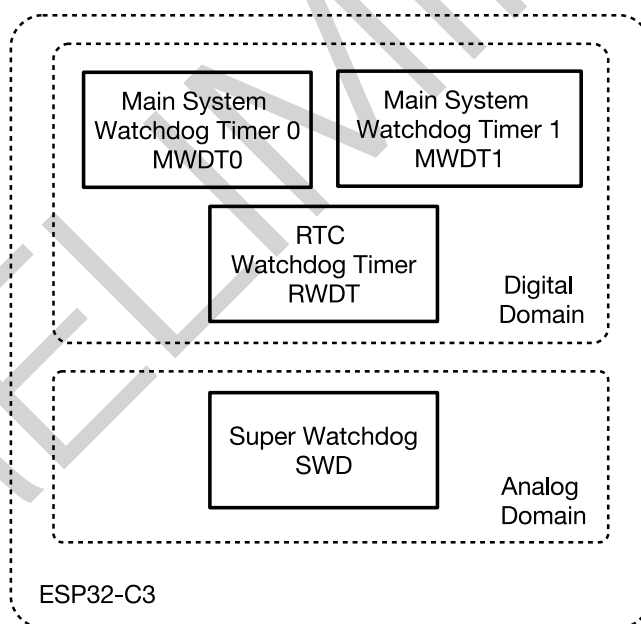 Main System
Watchdog Timer 0
MWDT0
Main System
Watchdog Timer 1
MWDT1
RTC
Watchdog Timer
RWDT
Digital
Domain
Super Watchdog
SWD
Analog
Domain
ESP32-C3